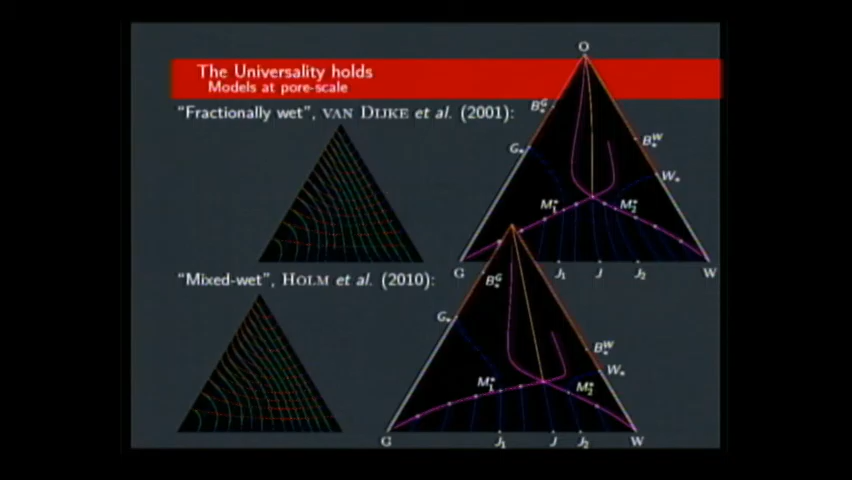 The Universality holds
Models at pore-scale
"Fractionally wet", VAN DIJKE et al. (2001):
O
B*^G
B*^W
G*
W*
M1*
M2*
G
J1
J
J2
W
"Mixed-wet", HOLM et al. (2010):
B*^G
G*
B*^W
W*
M1*
M2*
G
J1
J
J2
W